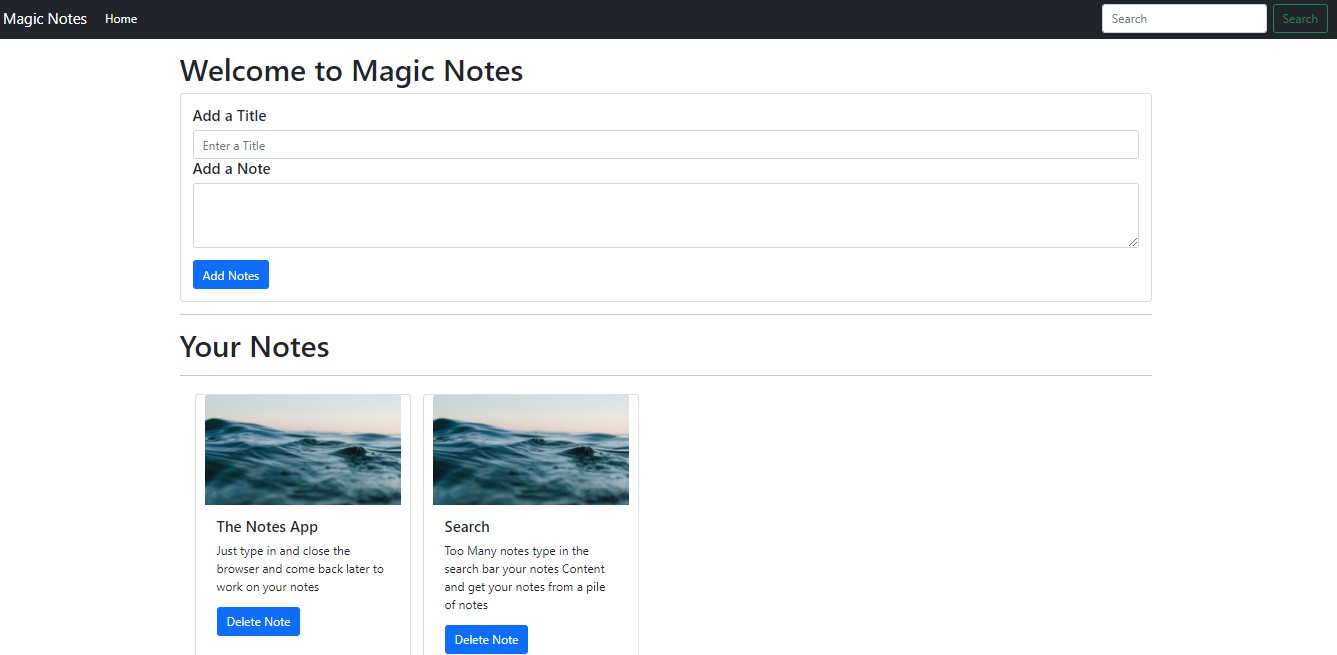 Magic Notes Home Search Search
Welcome to Magic Notes
Add a Title
Enter a Title
Add a Note
Add Notes
Your Notes
The Notes App
Just type in and close the
browser and come back later to
work on your notes
Delete Note
Search
Too Many notes type in the
search bar your notes Content
and get your notes from a pile
of notes
Delete Note